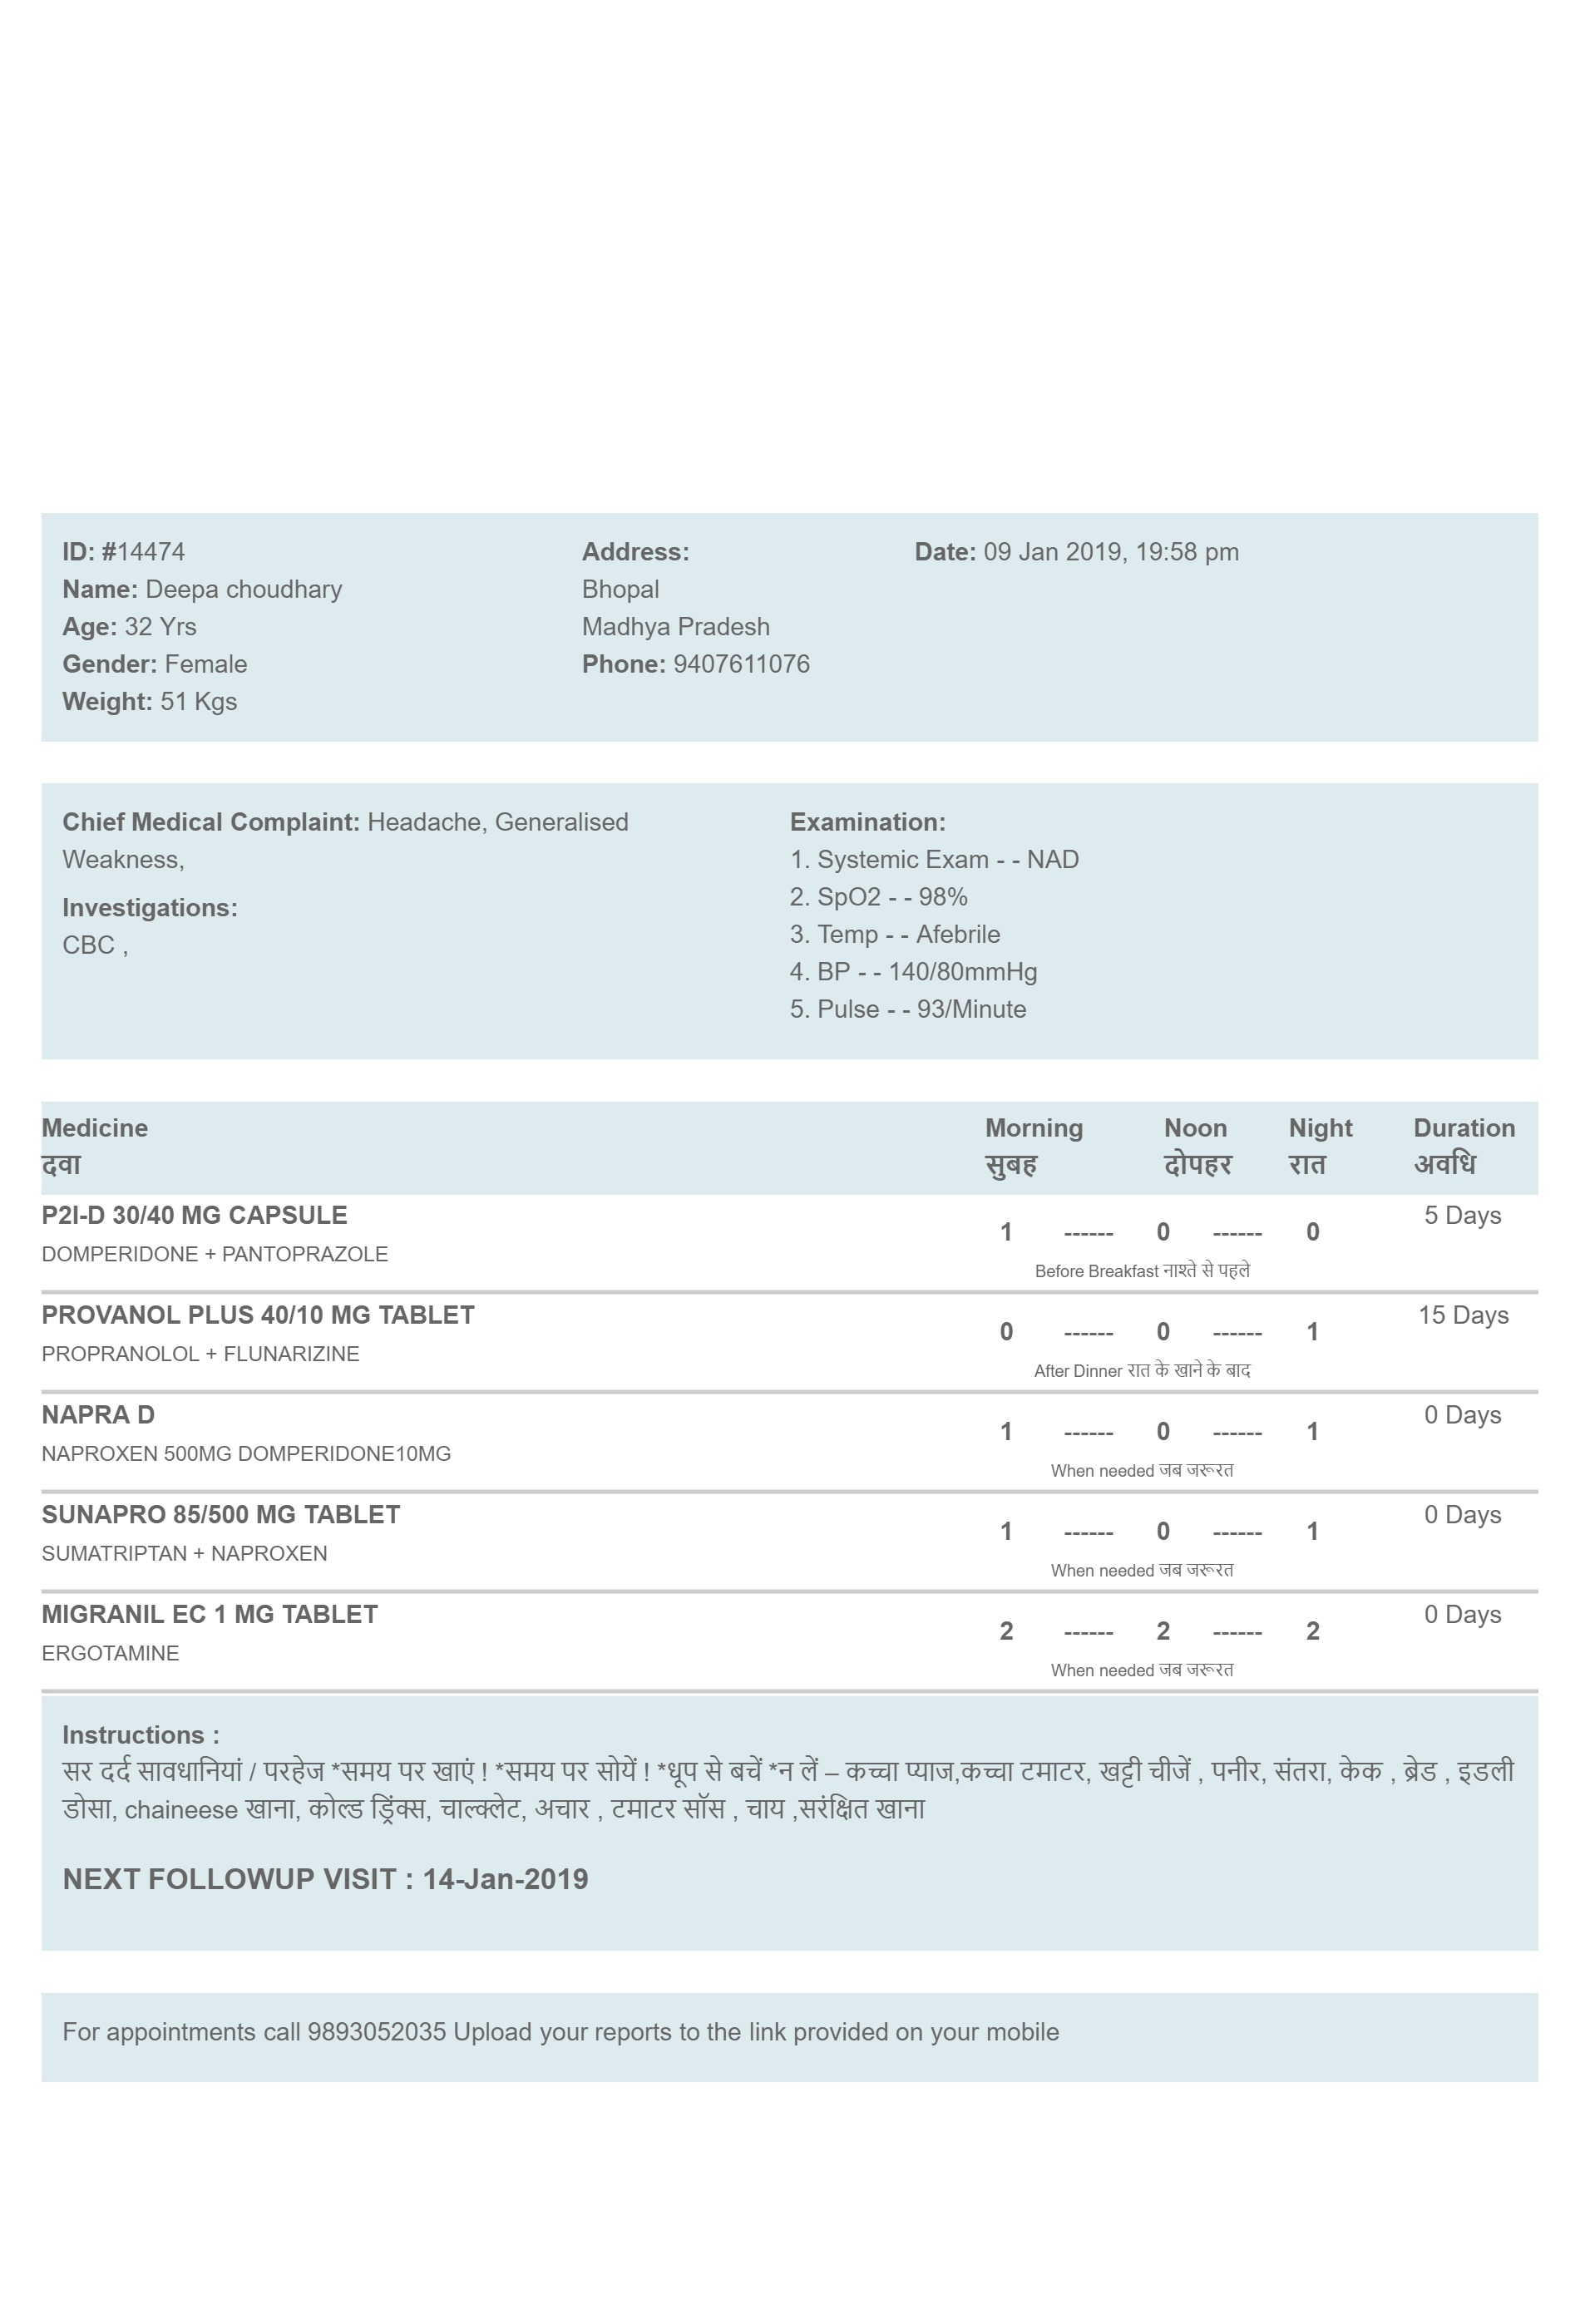 ID: #14474
Name: Deepa choudhary
Age: 32 Yrs
Gender: Female
Weight: 51 Kgs
Address:
Bhopal
Madhya Pradesh
Phone: 9407611076
Date: 09 Jan 2019, 19:58 pm
Chief Medical Complaint: Headache, Generalised
Weakness,
Investigations:
CBC ,
Examination:
1. Systemic Exam - - NAD
2. SpO2 - - 98%
3. Temp - - Afebrile
4. BP - - 140/80mmHg
5. Pulse - - 93/Minute
Medicine Morning Noon Night Duration
दवा सुबह दोपहर रात अवधि
P2I-D 30/40 MG CAPSULE 5 Days
1 ------ 0 ------ 0
DOMPERIDONE + PANTOPRAZOLE
Before Breakfast नाश्ते से पहले
PROVANOL PLUS 40/10 MG TABLET 15 Days
0 ------ 0 ------ 1
PROPRANOLOL + FLUNARIZINE
After Dinner रात के खाने के बाद
NAPRA D 0 Days
1 ------ 0 ------ 1
NAPROXEN 500MG DOMPERIDONE10MG
When needed जब जरूरत
SUNAPRO 85/500 MG TABLET 0 Days
1 ------ 0 ------ 1
SUMATRIPTAN + NAPROXEN
When needed जब जरूरत
MIGRANIL EC 1 MG TABLET 0 Days
2 ------ 2 ------ 2
ERGOTAMINE
When needed जब जरूरत
Instructions :
सर दर्द सावधानियां / परहेज *समय पर खाएं ! *समय पर सोयें ! *धूप से बचें *न लें – कच्चा प्याज,कच्चा टमाटर, खट्टी चीजें , पनीर, संतरा, केक , ब्रेड , इडली
डोसा, chaineese खाना, कोल्ड ड्रिंक्स, चाल्क्लेट, अचार , टमाटर सॉस , चाय ,सरंक्षित खाना
NEXT FOLLOWUP VISIT : 14-Jan-2019
For appointments call 9893052035 Upload your reports to the link provided on your mobile